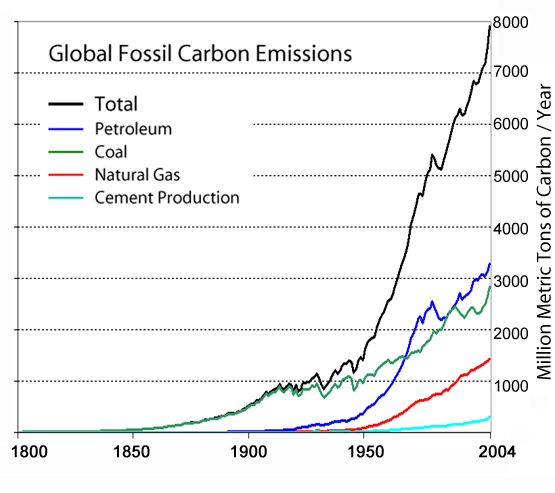 Global Fossil Carbon Emissions
Total
Petroleum
Coal
Natural Gas
Cement Production
8000
7000
6000
5000
4000
3000
2000
1000
Million Metric Tons of Carbon / Year
1800 1850 1900 1950 2004